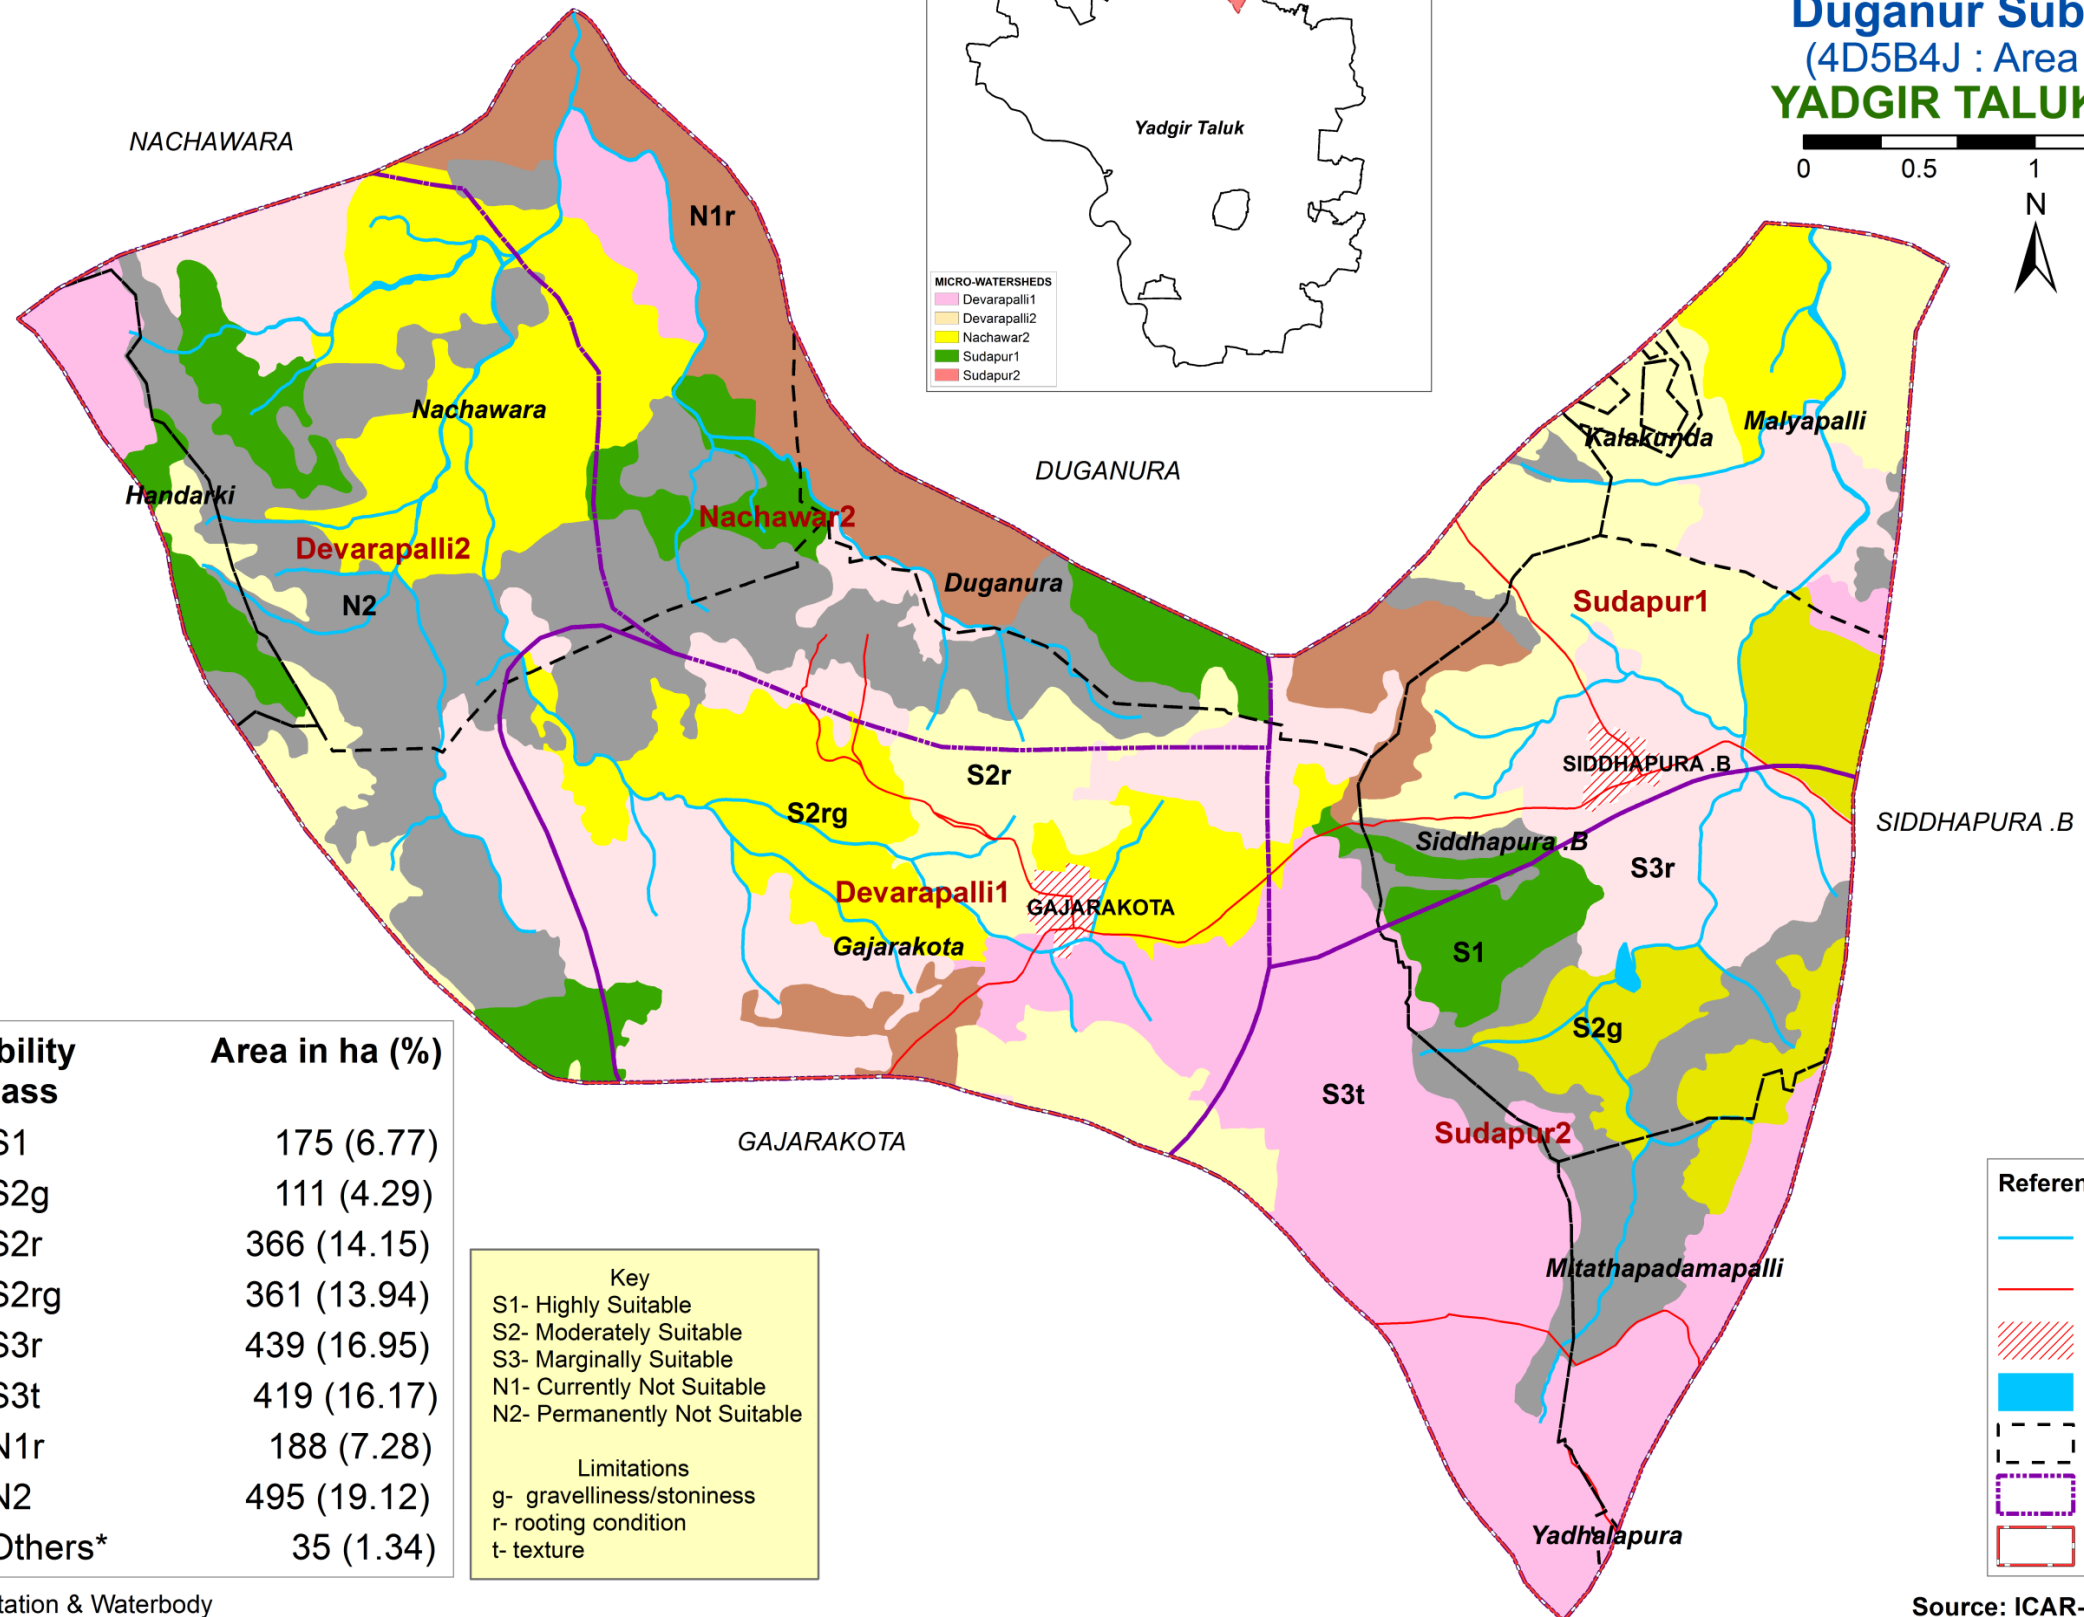 Duganur Sub
(4D5B4J : Area
YADGIR TALUK
0 0.5 1
N
Yadgir Taluk
MICRO-WATERSHEDS
Devarapalli1
Devarapalli2
Nachawar2
Sudapur1
Sudapur2
NACHAWARA
N1r
Nachawara
Handarki
Devarapalli2
N2
Nachawar2
DUGANURA
Duganura
Kalakunda
Malyapalli
Sudapur1
SIDDHAPURA .B
SIDDHAPURA .B
Siddhapura .B
S3r
S2r
S2rg
Devarapalli1
GAJARAKOTA
Gajarakota
S1
S2g
S3t
Sudapur2
GAJARAKOTA
Mitathapadamapalli
Yadhalapura
bility Area in ha (%)
ass
S1 175 (6.77)
S2g 111 (4.29)
S2r 366 (14.15)
S2rg 361 (13.94)
S3r 439 (16.95)
S3t 419 (16.17)
N1r 188 (7.28)
N2 495 (19.12)
Others* 35 (1.34)
tation & Waterbody
Key
S1- Highly Suitable
S2- Moderately Suitable
S3- Marginally Suitable
N1- Currently Not Suitable
N2- Permanently Not Suitable
Limitations
g- gravelliness/stoniness
r- rooting condition
t- texture
Referen
Source: ICAR-